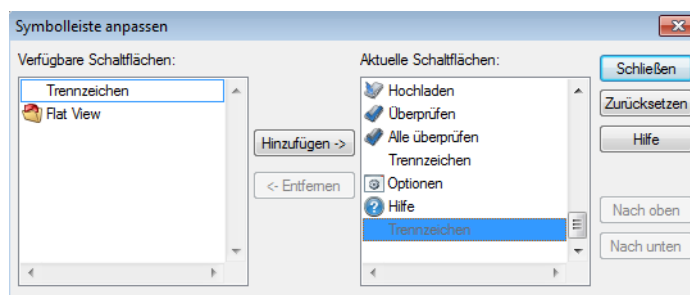 Symbolleiste anpassen
Verfügbare Schaltflächen:
Trennzeichen
Flat View
Hinzufügen ->
<- Entfernen
Aktuelle Schaltflächen:
Hochladen
Überprüfen
Alle überprüfen
Trennzeichen
Optionen
Hilfe
Trennzeichen
Schließen
Zurücksetzen
Hilfe
Nach oben
Nach unten